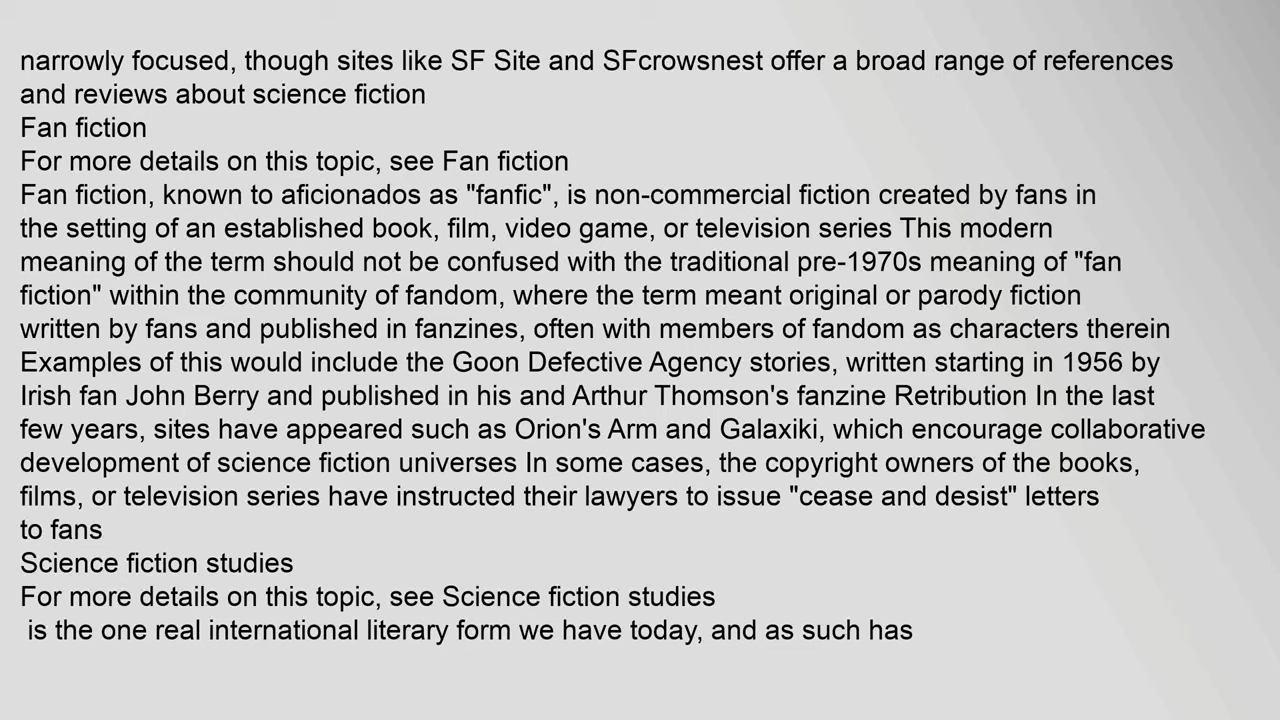 narrowly focused, though sites like SF Site and SFcrowsnest offer a broad range of references
and reviews about science fiction
Fan fiction
For more details on this topic, see Fan fiction
Fan fiction, known to aficionados as "fanfic", is non-commercial fiction created by fans in
the setting of an established book, film, video game, or television series This modern
meaning of the term should not be confused with the traditional pre-1970s meaning of "fan
fiction" within the community of fandom, where the term meant original or parody fiction
written by fans and published in fanzines, often with members of fandom as characters therein
Examples of this would include the Goon Defective Agency stories, written starting in 1956 by
Irish fan John Berry and published in his and Arthur Thomson's fanzine Retribution In the last
few years, sites have appeared such as Orion's Arm and Galaxiki, which encourage collaborative
development of science fiction universes In some cases, the copyright owners of the books,
films, or television series have instructed their lawyers to issue "cease and desist" letters
to fans
Science fiction studies
For more details on this topic, see Science fiction studies
is the one real international literary form we have today, and as such has